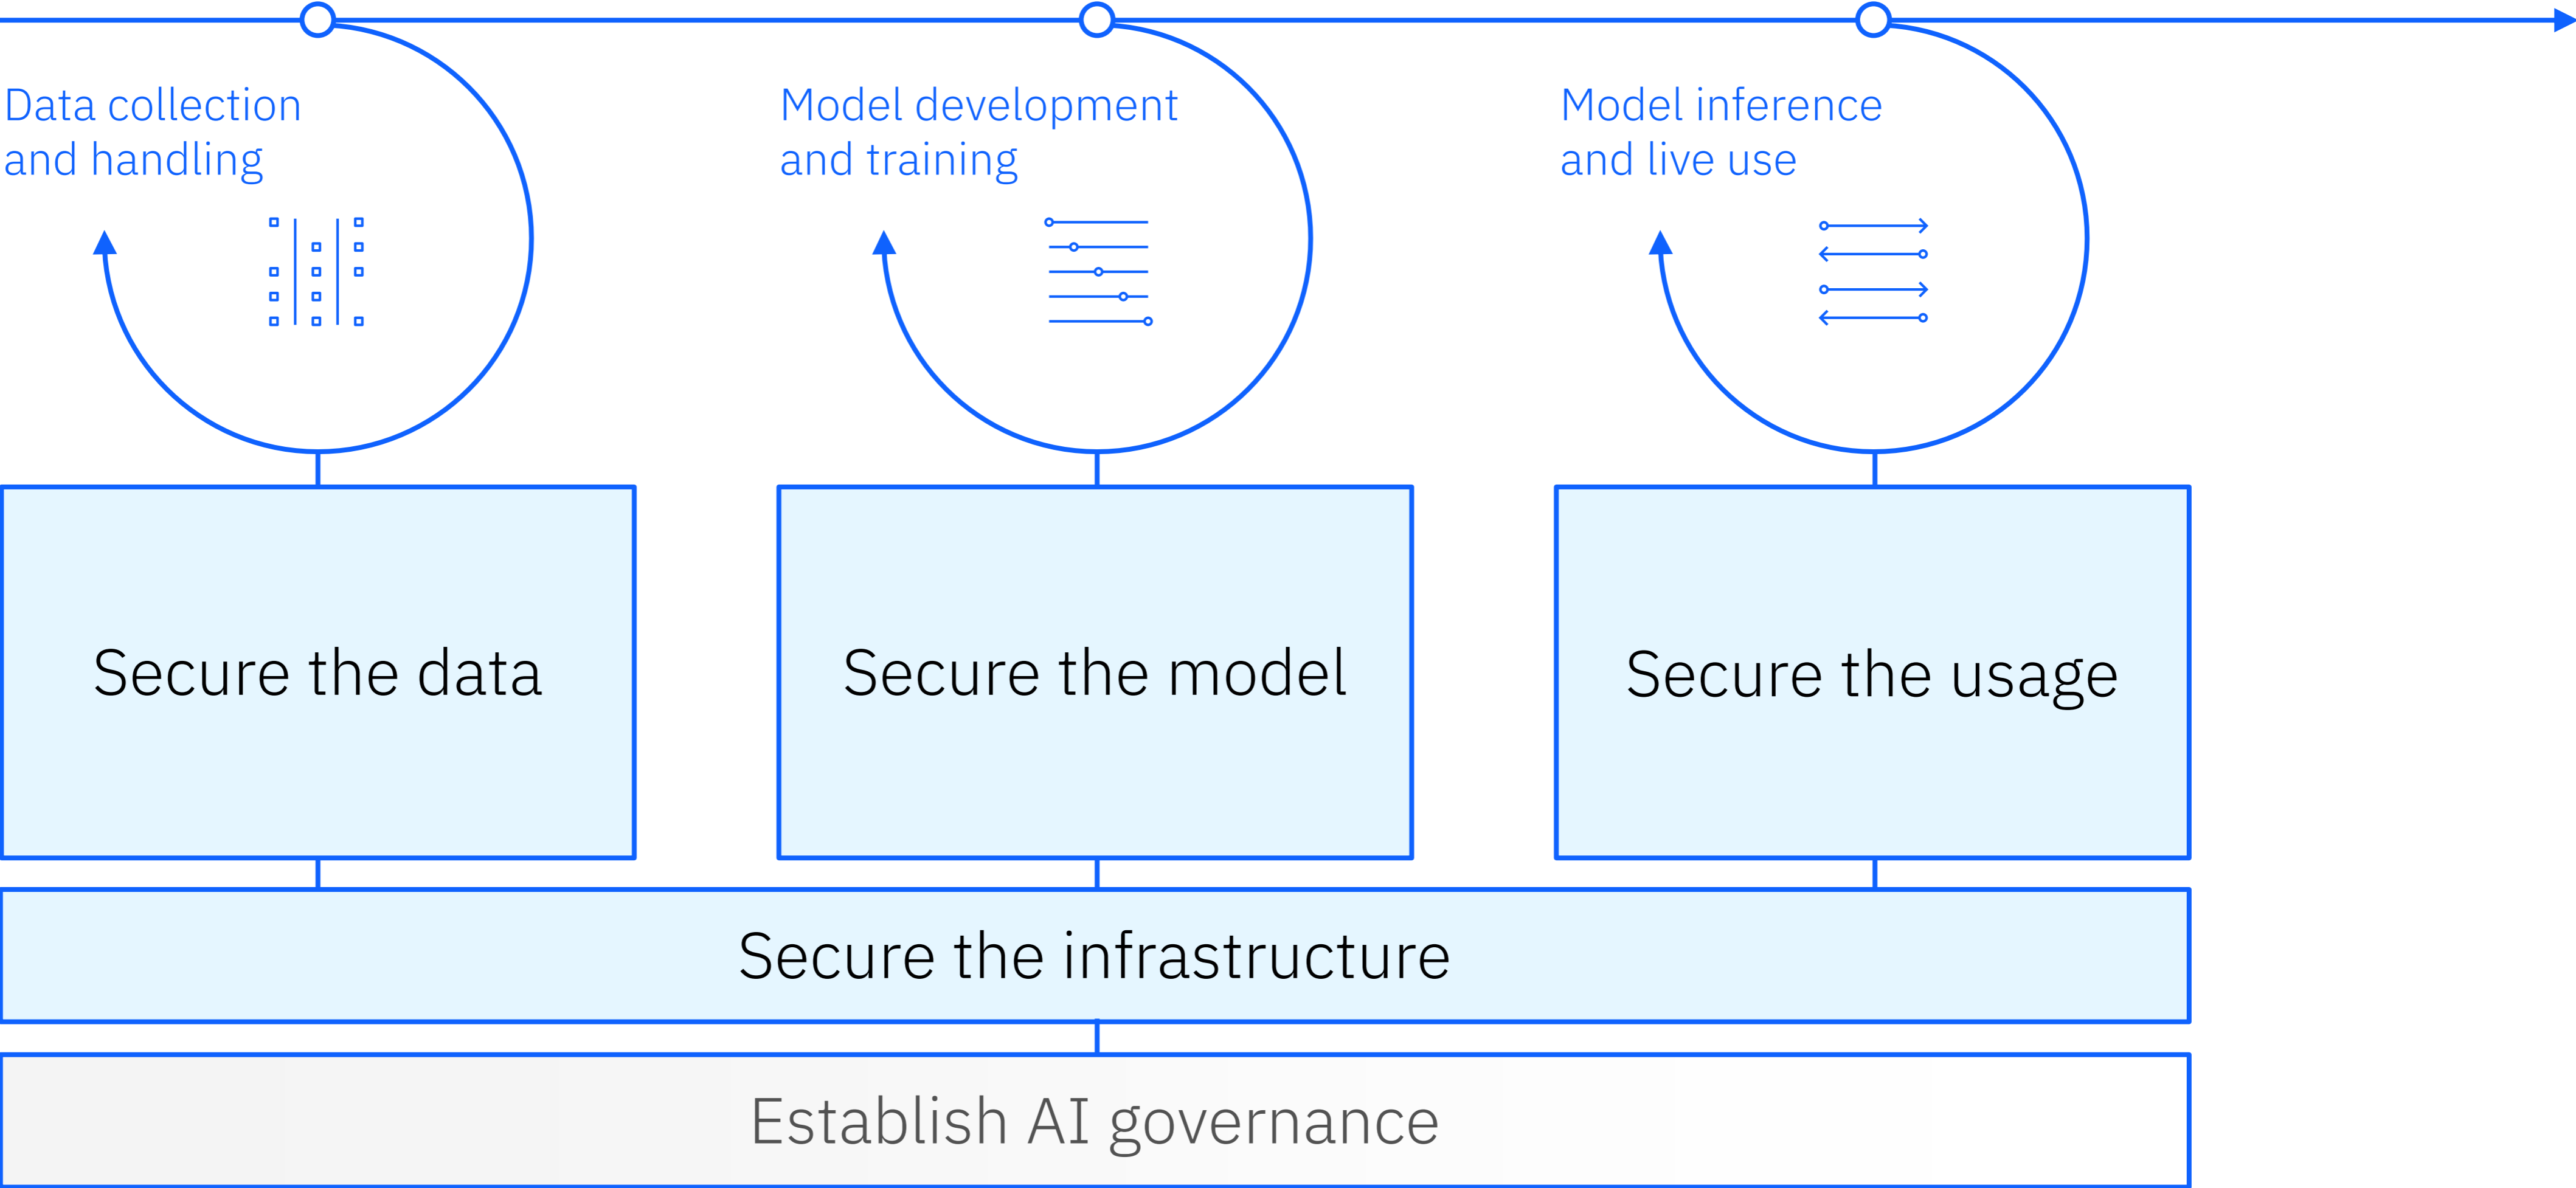 Data collection
and handling
Model development
and training
Model inference
and live use
Secure the data
Secure the model
Secure the usage
Secure the infrastructure
Establish AI governance